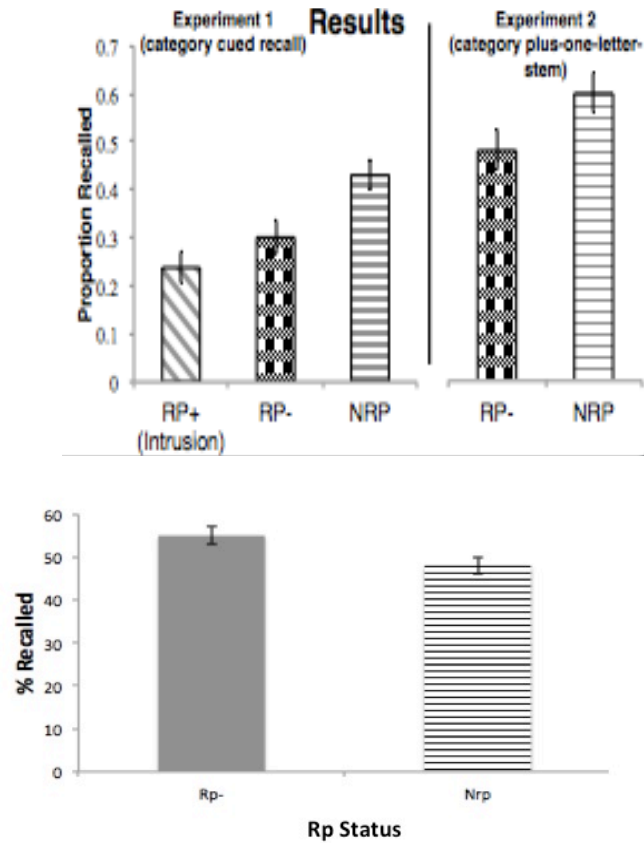 Results
Experiment 1
(category cued recall)
Experiment 2
(category plus-one-letter-
stem)
Proportion Recalled
0.7
0.6
0.5
0.4
0.3
0.2
0.1
0
RP+
(Intrusion)
RP-
NRP
RP-
NRP
% Recalled
60
50
40
30
20
10
0
Rp-
Nrp
Rp Status